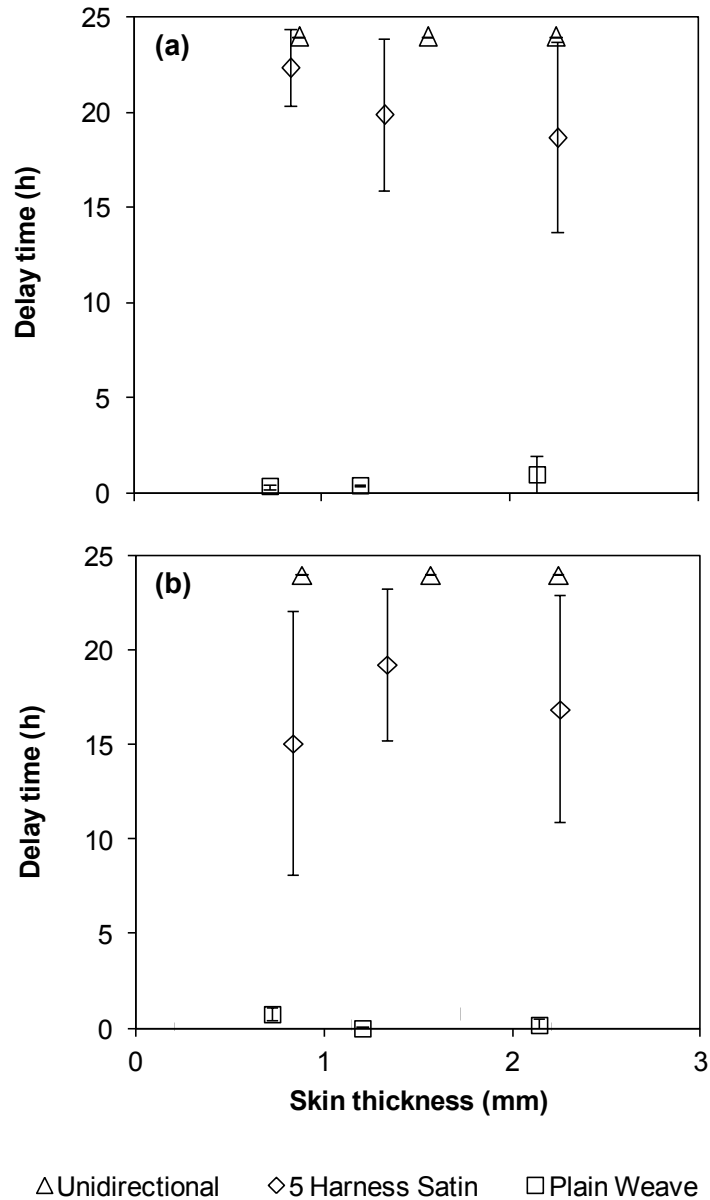 (a)
25
20
15
10
5
0
Delay time (h)
(b)
25
20
15
10
5
0
Delay time (h)
0 1 2 3
Skin thickness (mm)
Unidirectional 5 Harness Satin Plain Weave